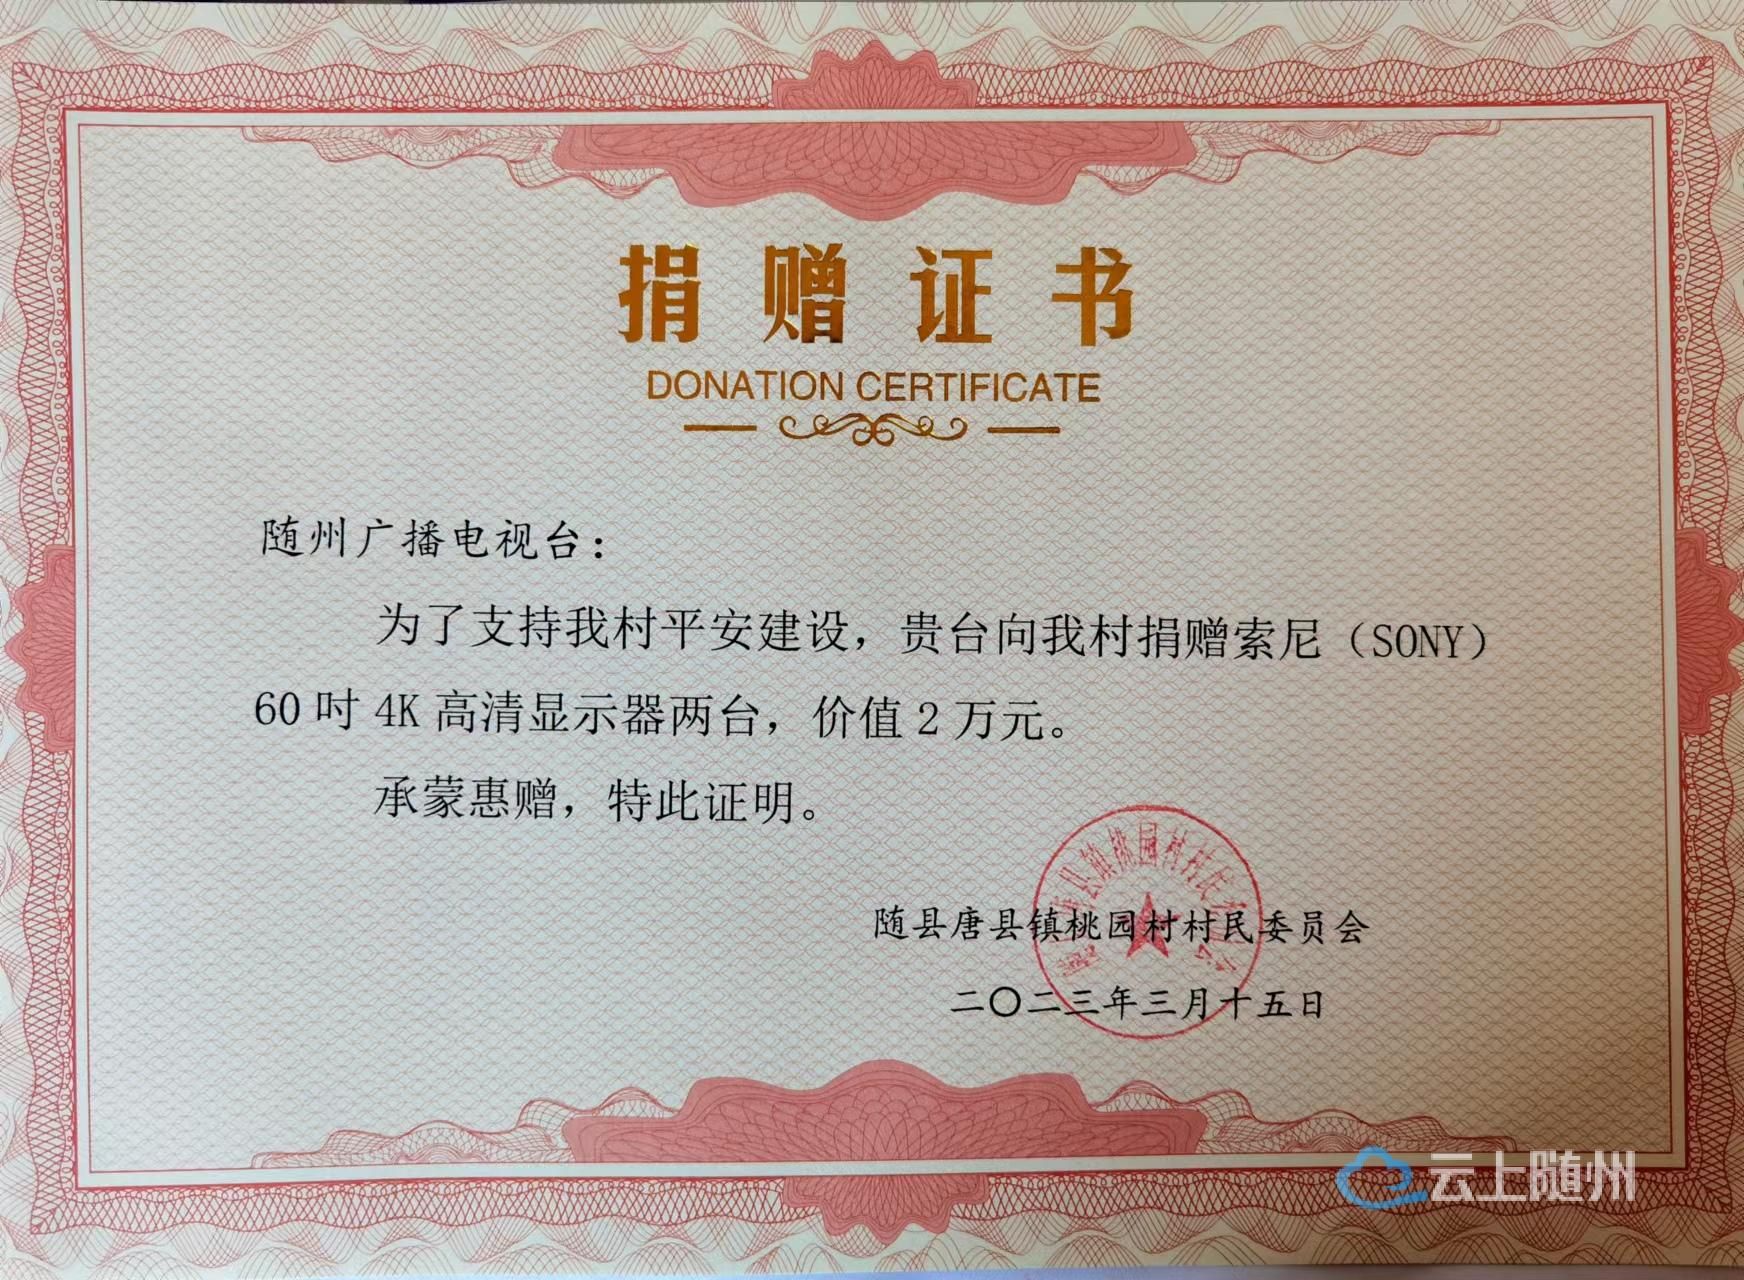 捐赠证书
DONATION CERTIFICATE
随州广播电视台：
为了支持我村平安建设，贵台向我村捐赠索尼（SONY）
60吋4K高清显示器两台，价值2万元。
承蒙惠赠，特此证明。
随县唐县镇桃园村村民委员会
二〇二三年三月十五日
云上随州